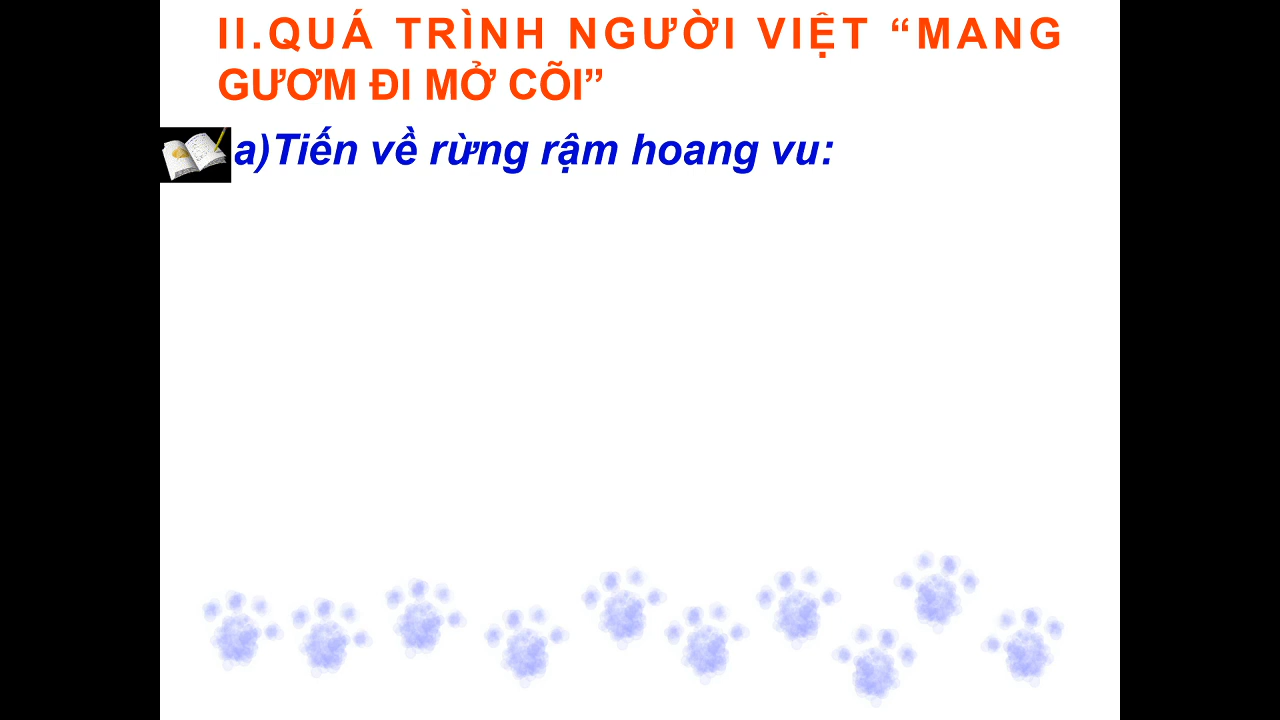 II.QUÁ TRÌNH NGƯỜI VIỆT “MANG
GƯƠM ĐI MỞ CÕI”
a)Tiến về rừng rậm hoang vu: